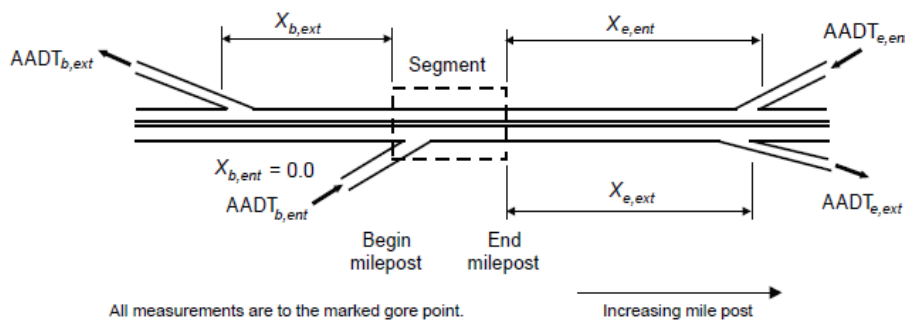 X_b,ext
X_e,ent
AADT_e,ent
AADT_b,ext
Segment
X_b,ent = 0.0
AADT_b,ent
X_e,ext
AADT_e,ext
Begin
milepost
End
milepost
All measurements are to the marked gore point.
Increasing mile post